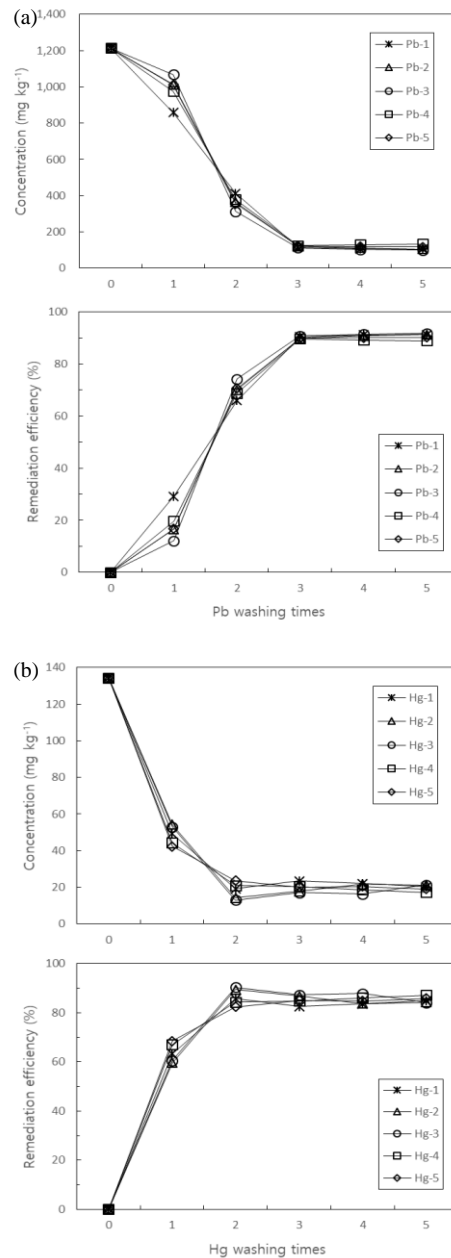 (a)
Concentration (mg kg⁻¹)
1,400
1,200
1,000
800
600
400
200
0
0 1 2 3 4 5
Pb-1
Pb-2
Pb-3
Pb-4
Pb-5
Remediation efficiency (%)
100
80
60
40
20
0
0 1 2 3 4 5
Pb-1
Pb-2
Pb-3
Pb-4
Pb-5
Pb washing times
(b)
Concentration (mg kg⁻¹)
140
120
100
80
60
40
20
0
0 1 2 3 4 5
Hg-1
Hg-2
Hg-3
Hg-4
Hg-5
Remediation efficiency (%)
100
80
60
40
20
0
0 1 2 3 4 5
Hg-1
Hg-2
Hg-3
Hg-4
Hg-5
Hg washing times